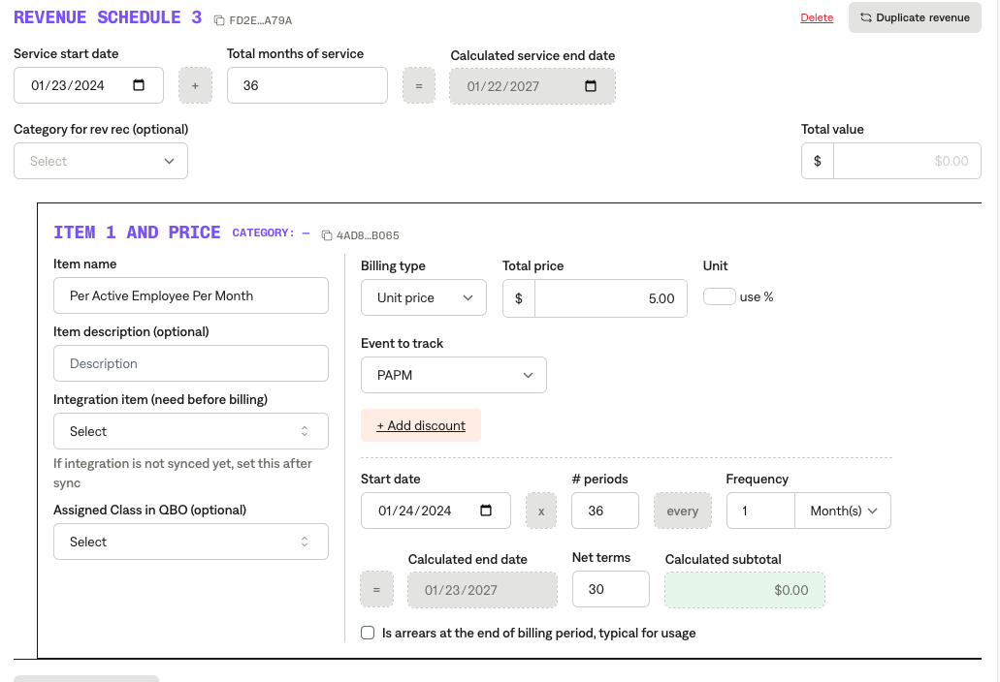 REVENUE SCHEDULE 3 FD2E...A79A Delete Duplicate revenue
Service start date Total months of service Calculated service end date
01/23/2024 + 36 = 01/22/2027
Category for rev rec (optional) Total value
Select $ $0.00
ITEM 1 AND PRICE CATEGORY: — 4AD8...B065
Item name
Per Active Employee Per Month
Item description (optional)
Description
Integration item (need before billing)
Select
If integration is not synced yet, set this after
sync
Assigned Class in QBO (optional)
Select
Billing type Total price Unit
Unit price $ 5.00 use %
Event to track
PAPM
+ Add discount
Start date # periods Frequency
01/24/2024 x 36 every 1 Month(s)
Calculated end date Net terms Calculated subtotal
= 01/23/2027 30 $0.00
Is arrears at the end of billing period, typical for usage